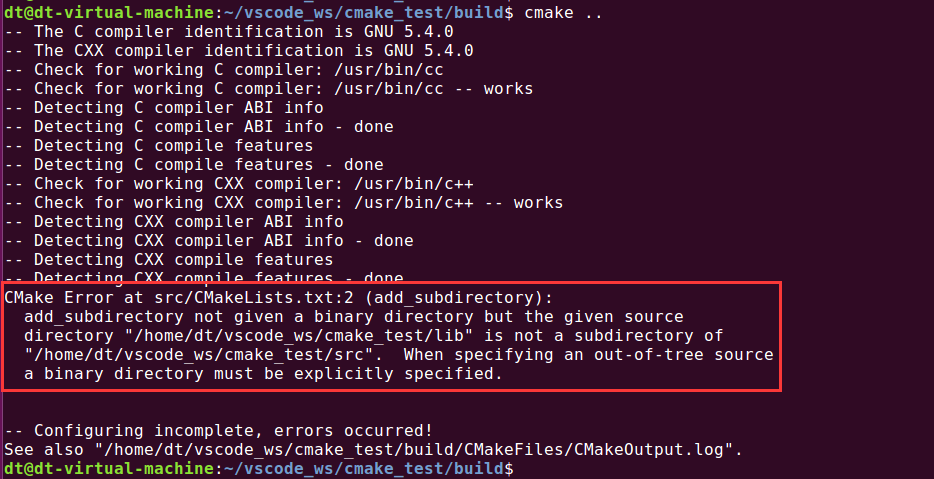 dt@dt-virtual-machine:~/vscode_ws/cmake_test/build$ cmake ..
-- The C compiler identification is GNU 5.4.0
-- The CXX compiler identification is GNU 5.4.0
-- Check for working C compiler: /usr/bin/cc
-- Check for working C compiler: /usr/bin/cc -- works
-- Detecting C compiler ABI info
-- Detecting C compiler ABI info - done
-- Detecting C compile features
-- Detecting C compile features - done
-- Check for working CXX compiler: /usr/bin/c++
-- Check for working CXX compiler: /usr/bin/c++ -- works
-- Detecting CXX compiler ABI info
-- Detecting CXX compiler ABI info - done
-- Detecting CXX compile features
-- Detecting CXX compile features - done
CMake Error at src/CMakeLists.txt:2 (add_subdirectory):
  add_subdirectory not given a binary directory but the given source
  directory "/home/dt/vscode_ws/cmake_test/lib" is not a subdirectory of
  "/home/dt/vscode_ws/cmake_test/src".  When specifying an out-of-tree source
  a binary directory must be explicitly specified.
-- Configuring incomplete, errors occurred!
See also "/home/dt/vscode_ws/cmake_test/build/CMakeFiles/CMakeOutput.log".
dt@dt-virtual-machine:~/vscode_ws/cmake_test/build$